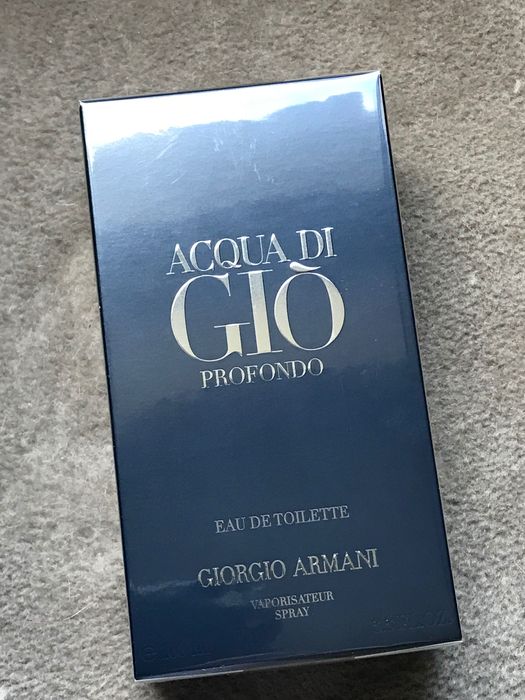 ACQUA DI
GIÒ
PROFONDO
EAU DE TOILETTE
GIORGIO ARMANI
VAPORISATEUR
SPRAY